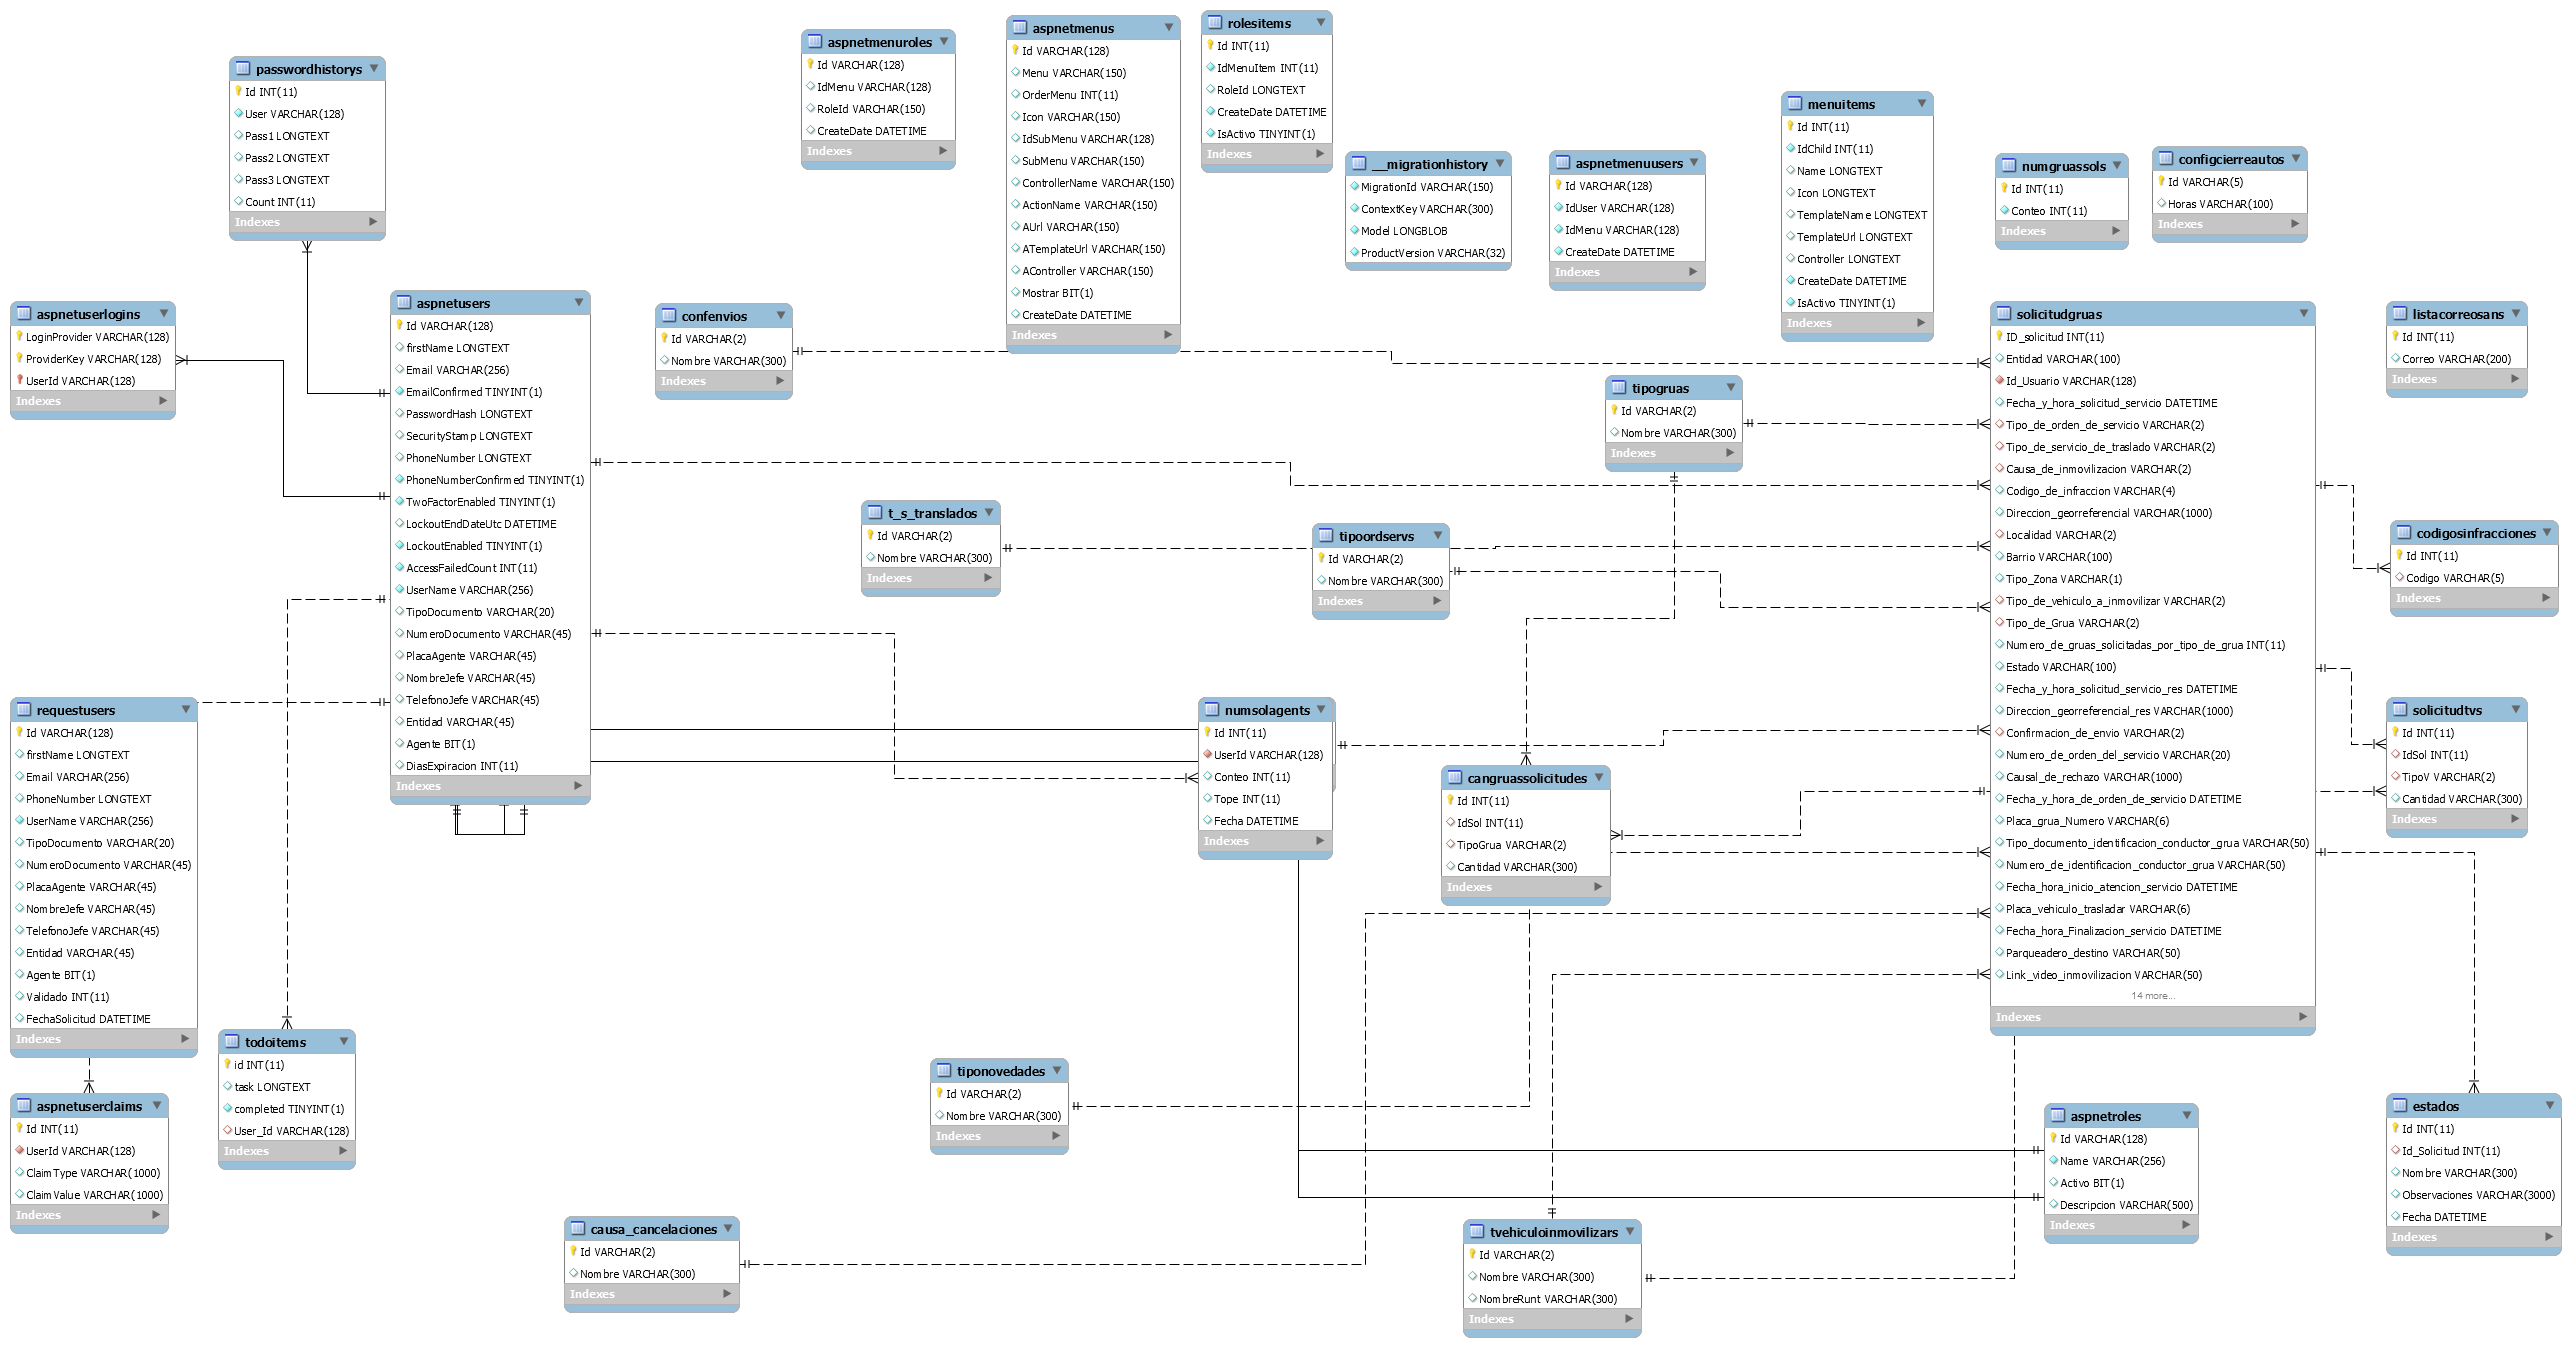 passwordhistorys
Id INT(11)
User VARCHAR(128)
Pass1 LONGTEXT
Pass2 LONGTEXT
Pass3 LONGTEXT
Count INT(11)
Indexes
aspnetmenuroles
Id VARCHAR(128)
IdMenu VARCHAR(128)
RoleId VARCHAR(150)
CreateDate DATETIME
Indexes
aspnetmenus
Id VARCHAR(128)
Menu VARCHAR(150)
OrderMenu INT(11)
Icon VARCHAR(150)
IdSubMenu VARCHAR(128)
SubMenu VARCHAR(150)
ControllerName VARCHAR(150)
ActionName VARCHAR(150)
AUrl VARCHAR(150)
ATemplateUrl VARCHAR(150)
AController VARCHAR(150)
Mostrar BIT(1)
CreateDate DATETIME
Indexes
rolesitems
Id INT(11)
IdMenuItem INT(11)
RoleId LONGTEXT
CreateDate DATETIME
IsActivo TINYINT(1)
Indexes
__migrationhistory
MigrationId VARCHAR(150)
ContextKey VARCHAR(300)
Model LONGBLOB
ProductVersion VARCHAR(32)
aspnetmenuusers
Id VARCHAR(128)
IdUser VARCHAR(128)
IdMenu VARCHAR(128)
CreateDate DATETIME
Indexes
menuitems
Id INT(11)
IdChild INT(11)
Name LONGTEXT
Icon LONGTEXT
TemplateName LONGTEXT
TemplateUrl LONGTEXT
Controller LONGTEXT
CreateDate DATETIME
IsActivo TINYINT(1)
Indexes
numgruassols
Id INT(11)
Conteo INT(11)
Indexes
configcierreautos
Id VARCHAR(5)
Horas VARCHAR(100)
Indexes
aspnetuserlogins
LoginProvider VARCHAR(128)
ProviderKey VARCHAR(128)
UserId VARCHAR(128)
Indexes
aspnetusers
Id VARCHAR(128)
firstName LONGTEXT
Email VARCHAR(256)
EmailConfirmed TINYINT(1)
PasswordHash LONGTEXT
SecurityStamp LONGTEXT
PhoneNumber LONGTEXT
PhoneNumberConfirmed TINYINT(1)
TwoFactorEnabled TINYINT(1)
LockoutEndDateUtc DATETIME
LockoutEnabled TINYINT(1)
AccessFailedCount INT(11)
UserName VARCHAR(256)
TipoDocumento VARCHAR(20)
NumeroDocumento VARCHAR(45)
PlacaAgente VARCHAR(45)
NombreJefe VARCHAR(45)
TelefonoJefe VARCHAR(45)
Entidad VARCHAR(45)
Agente BIT(1)
DiasExpiracion INT(11)
Indexes
confenvios
Id VARCHAR(2)
Nombre VARCHAR(300)
Indexes
tipogruas
Id VARCHAR(2)
Nombre VARCHAR(300)
Indexes
solicitudgruas
ID_solicitud INT(11)
Entidad VARCHAR(100)
Id_Usuario VARCHAR(128)
Fecha_y_hora_solicitud_servicio DATETIME
Tipo_de_orden_de_servicio VARCHAR(2)
Tipo_de_servicio_de_traslado VARCHAR(2)
Causa_de_inmovilizacion VARCHAR(2)
Codigo_de_infraccion VARCHAR(4)
Direccion_georreferencial VARCHAR(1000)
Localidad VARCHAR(2)
Barrio VARCHAR(100)
Tipo_Zona VARCHAR(1)
Tipo_de_vehiculo_a_inmovilizar VARCHAR(2)
Tipo_de_Grua VARCHAR(2)
Numero_de_gruas_solicitadas_por_tipo_de_grua INT(11)
Estado VARCHAR(100)
Fecha_y_hora_solicitud_servicio_res DATETIME
Direccion_georreferencial_res VARCHAR(1000)
Confirmacion_de_envio VARCHAR(2)
Numero_de_orden_del_servicio VARCHAR(20)
Causal_de_rechazo VARCHAR(1000)
Fecha_y_hora_de_orden_de_servicio DATETIME
Placa_grua_Numero VARCHAR(6)
Tipo_documento_identificacion_conductor_grua VARCHAR(50)
Numero_de_identificacion_conductor_grua VARCHAR(50)
Fecha_hora_inicio_atencion_servicio DATETIME
Placa_vehiculo_trasladar VARCHAR(6)
Fecha_hora_Finalizacion_servicio DATETIME
Parqueadero_destino VARCHAR(50)
Link_video_inmovilizacion VARCHAR(50)
14 more...
Indexes
listacorreosans
Id INT(11)
Correo VARCHAR(200)
Indexes
t_s_translados
Id VARCHAR(2)
Nombre VARCHAR(300)
Indexes
tipoordservs
Id VARCHAR(2)
Nombre VARCHAR(300)
Indexes
codigosinfracciones
Id INT(11)
Codigo VARCHAR(5)
Indexes
requestusers
Id VARCHAR(128)
firstName LONGTEXT
Email VARCHAR(256)
PhoneNumber LONGTEXT
UserName VARCHAR(256)
TipoDocumento VARCHAR(20)
NumeroDocumento VARCHAR(45)
PlacaAgente VARCHAR(45)
NombreJefe VARCHAR(45)
TelefonoJefe VARCHAR(45)
Entidad VARCHAR(45)
Agente BIT(1)
Validado INT(11)
FechaSolicitud DATETIME
Indexes
numsolagents
Id INT(11)
UserId VARCHAR(128)
Conteo INT(11)
Tope INT(11)
Fecha DATETIME
Indexes
cangruassolicitudes
Id INT(11)
IdSol INT(11)
TipoGrua VARCHAR(2)
Cantidad VARCHAR(300)
Indexes
solicitudtvs
Id INT(11)
IdSol INT(11)
TipoV VARCHAR(2)
Cantidad VARCHAR(300)
Indexes
todoitems
id INT(11)
task LONGTEXT
completed TINYINT(1)
User_Id VARCHAR(128)
Indexes
aspnetuserclaims
Id INT(11)
UserId VARCHAR(128)
ClaimType VARCHAR(1000)
ClaimValue VARCHAR(1000)
Indexes
tiponovedades
Id VARCHAR(2)
Nombre VARCHAR(300)
Indexes
aspnetroles
Id VARCHAR(128)
Name VARCHAR(256)
Activo BIT(1)
Descripcion VARCHAR(500)
Indexes
estados
Id INT(11)
Id_Solicitud INT(11)
Nombre VARCHAR(300)
Observaciones VARCHAR(3000)
Fecha DATETIME
Indexes
causa_cancelaciones
Id VARCHAR(2)
Nombre VARCHAR(300)
Indexes
tvehiculoinmovilizars
Id VARCHAR(2)
Nombre VARCHAR(300)
NombreRunt VARCHAR(300)
Indexes